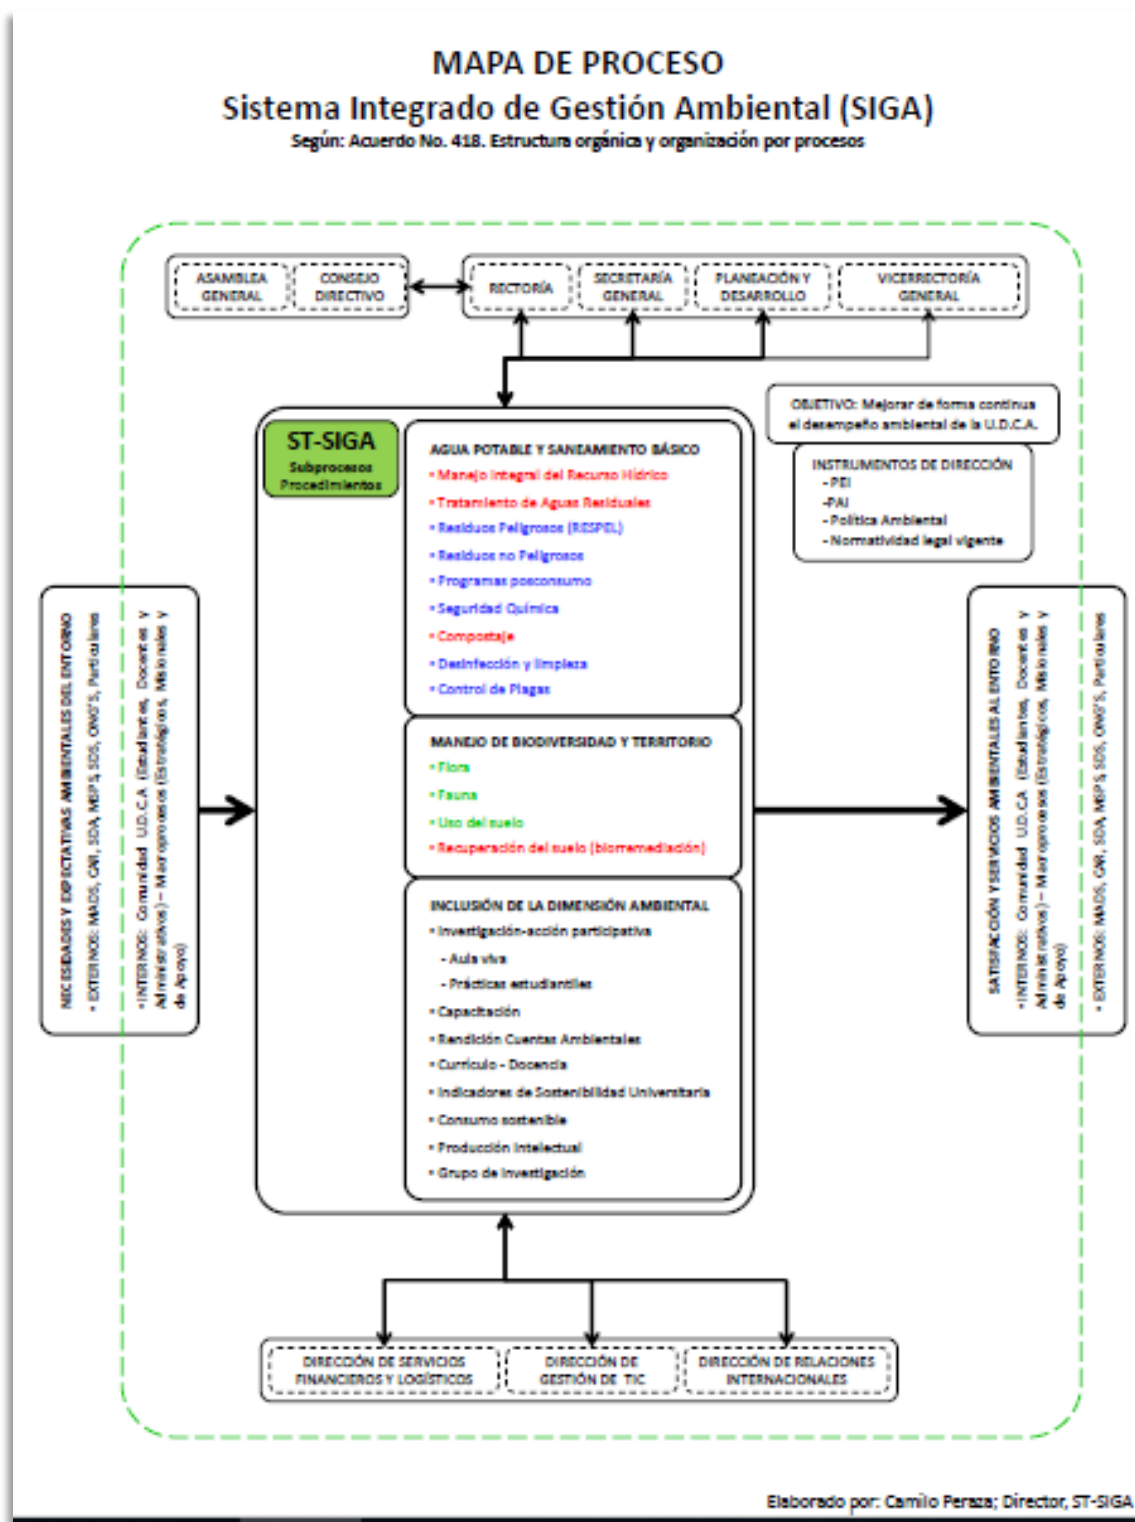 MAPA DE PROCESO
Sistema Integrado de Gestión Ambiental (SIGA)
Según: Acuerdo No. 418. Estructura orgánica y organización por procesos
ASAMBLEA
GENERAL
CONSEJO
DIRECTIVO
RECTORÍA
SECRETARÍA
GENERAL
PLANEACIÓN Y
DESARROLLO
VICERRECTORÍA
GENERAL
OBJETIVO: Mejorar de forma continua
el desempeño ambiental de la U.D.C.A.
INSTRUMENTOS DE DIRECCIÓN
- PEI
-PAI
- Política Ambiental
- Normatividad legal vigente
ST-SIGA
Subprocesos
Procedimientos
AGUA POTABLE Y SANEAMIENTO BÁSICO
• Manejo Integral del Recurso Hídrico
• Tratamiento de Aguas Residuales
• Residuos Peligrosos (RESPEL)
• Residuos no Peligrosos
• Programas posconsumo
• Seguridad Química
• Compostaje
• Desinfección y limpieza
• Control de Plagas
MANEJO DE BIODIVERSIDAD Y TERRITORIO
• Flora
• Fauna
• Uso del suelo
• Recuperación del suelo (biorremediación)
INCLUSIÓN DE LA DIMENSIÓN AMBIENTAL
• Investigación-acción participativa
- Aula viva
- Prácticas estudiantiles
• Capacitación
• Rendición Cuentas Ambientales
• Currículo - Docencia
• Indicadores de Sostenibilidad Universitaria
• Consumo sostenible
• Producción Intelectual
• Grupo de Investigación
NECESIDADES Y EXPECTATIVAS AMBIENTALES DEL ENTORNO
• EXTERNOS: MADS, CAR, SDA, MSPS, SDS, ONG'S, Particulares
• INTERNOS: Comunidad U.D.C.A (Estudiantes, Docentes y
Administrativos) – Macroprocesos (Estratégicos, Misionales y
de Apoyo)
SATISFACCIÓN Y SERVICIOS AMBIENTALES AL ENTORNO
• INTERNOS: Comunidad U.D.C.A (Estudiantes, Docentes y
Administrativos) – Macroprocesos (Estratégicos, Misionales y
de Apoyo)
• EXTERNOS: MADS, CAR, SDA, MSPS, SDS, ONG'S, Particulares
DIRECCIÓN DE SERVICIOS
FINANCIEROS Y LOGÍSTICOS
DIRECCIÓN DE
GESTIÓN DE TIC
DIRECCIÓN DE RELACIONES
INTERNACIONALES
Elaborado por: Camilo Peraza; Director, ST-SIGA